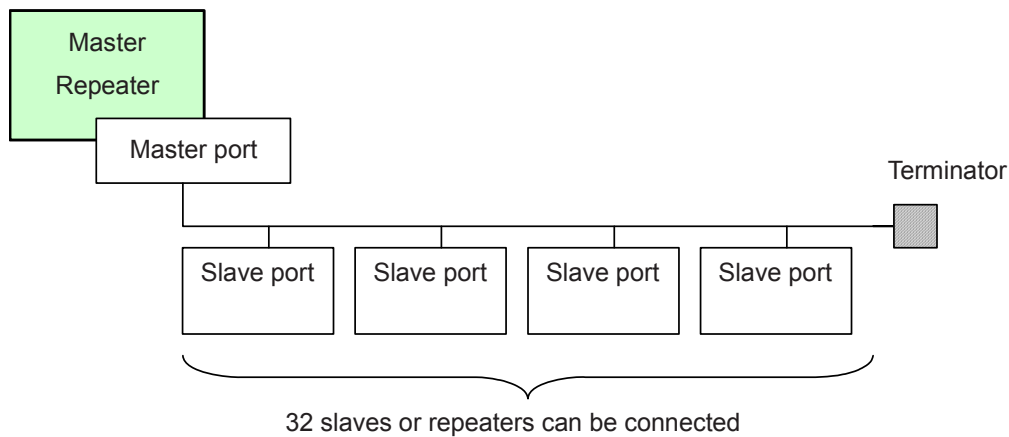 Master
Repeater
Master port
Terminator
Slave port
Slave port
Slave port
Slave port
32 slaves or repeaters can be connected